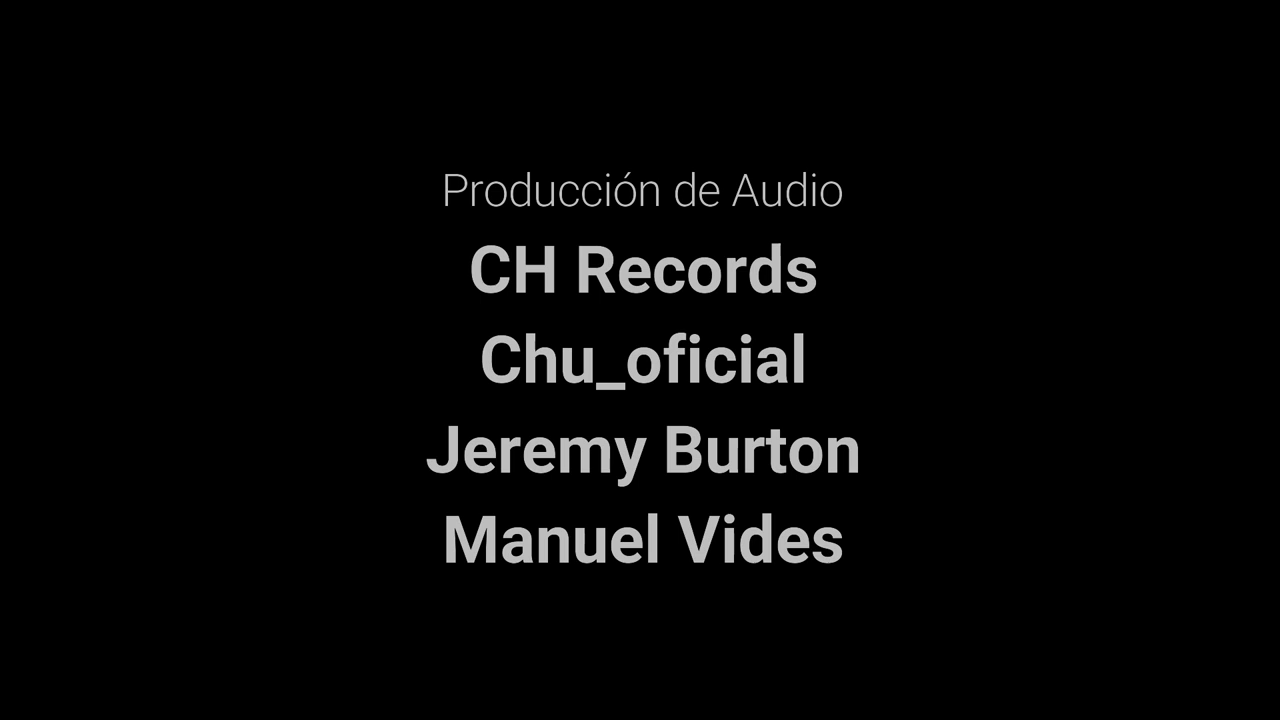 Producción de Audio
CH Records
Chu_oficial
Jeremy Burton
Manuel Vides